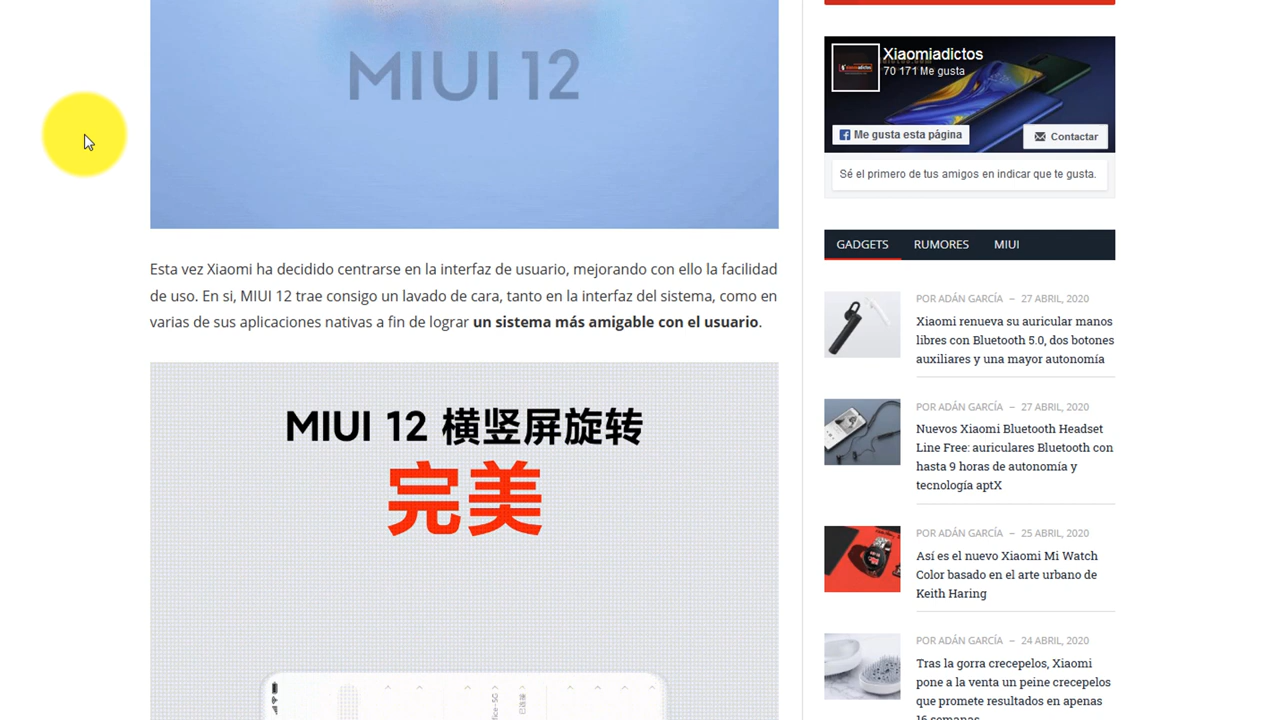 MIUI 12
Esta vez Xiaomi ha decidido centrarse en la interfaz de usuario, mejorando con ello la facilidad
de uso. En si, MIUI 12 trae consigo un lavado de cara, tanto en la interfaz del sistema, como en
varias de sus aplicaciones nativas a fin de lograr un sistema más amigable con el usuario.
MIUI 12 横竖屏旋转
完美
Xiaomiadictos
70 171 Me gusta
Me gusta esta página
Contactar
Sé el primero de tus amigos en indicar que te gusta.
GADGETS RUMORES MIUI
POR ADÁN GARCÍA – 27 ABRIL, 2020
Xiaomi renueva su auricular manos
libres con Bluetooth 5.0, dos botones
auxiliares y una mayor autonomía
POR ADÁN GARCÍA – 27 ABRIL, 2020
Nuevos Xiaomi Bluetooth Headset
Line Free: auriculares Bluetooth con
hasta 9 horas de autonomía y
tecnología aptX
POR ADÁN GARCÍA – 25 ABRIL, 2020
Así es el nuevo Xiaomi Mi Watch
Color basado en el arte urbano de
Keith Haring
POR ADÁN GARCÍA – 24 ABRIL, 2020
Tras la gorra crecepelos, Xiaomi
pone a la venta un peine crecepelos
que promete resultados en apenas
16 semanas